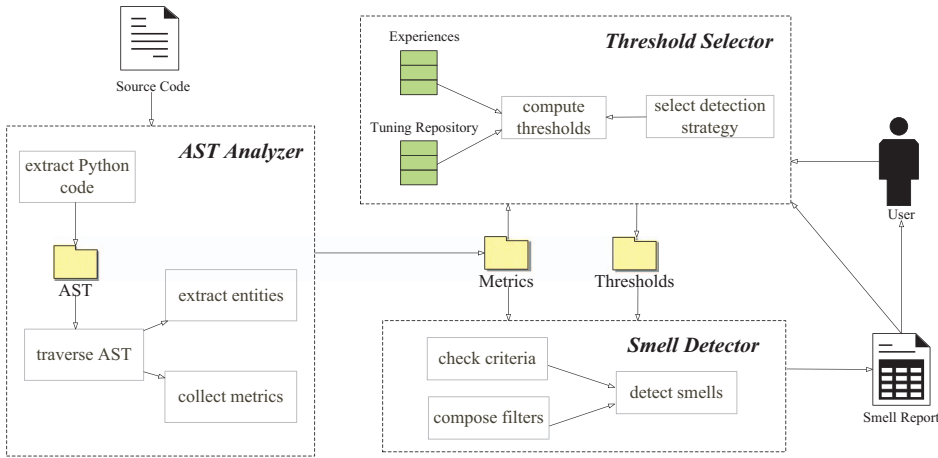 Source Code
AST Analyzer
extract Python
code
AST
extract entities
traverse AST
collect metrics
Threshold Selector
Experiences
Tuning Repository
compute
thresholds
select detection
strategy
User
Metrics
Thresholds
Smell Detector
check criteria
compose filters
detect smells
Smell Report